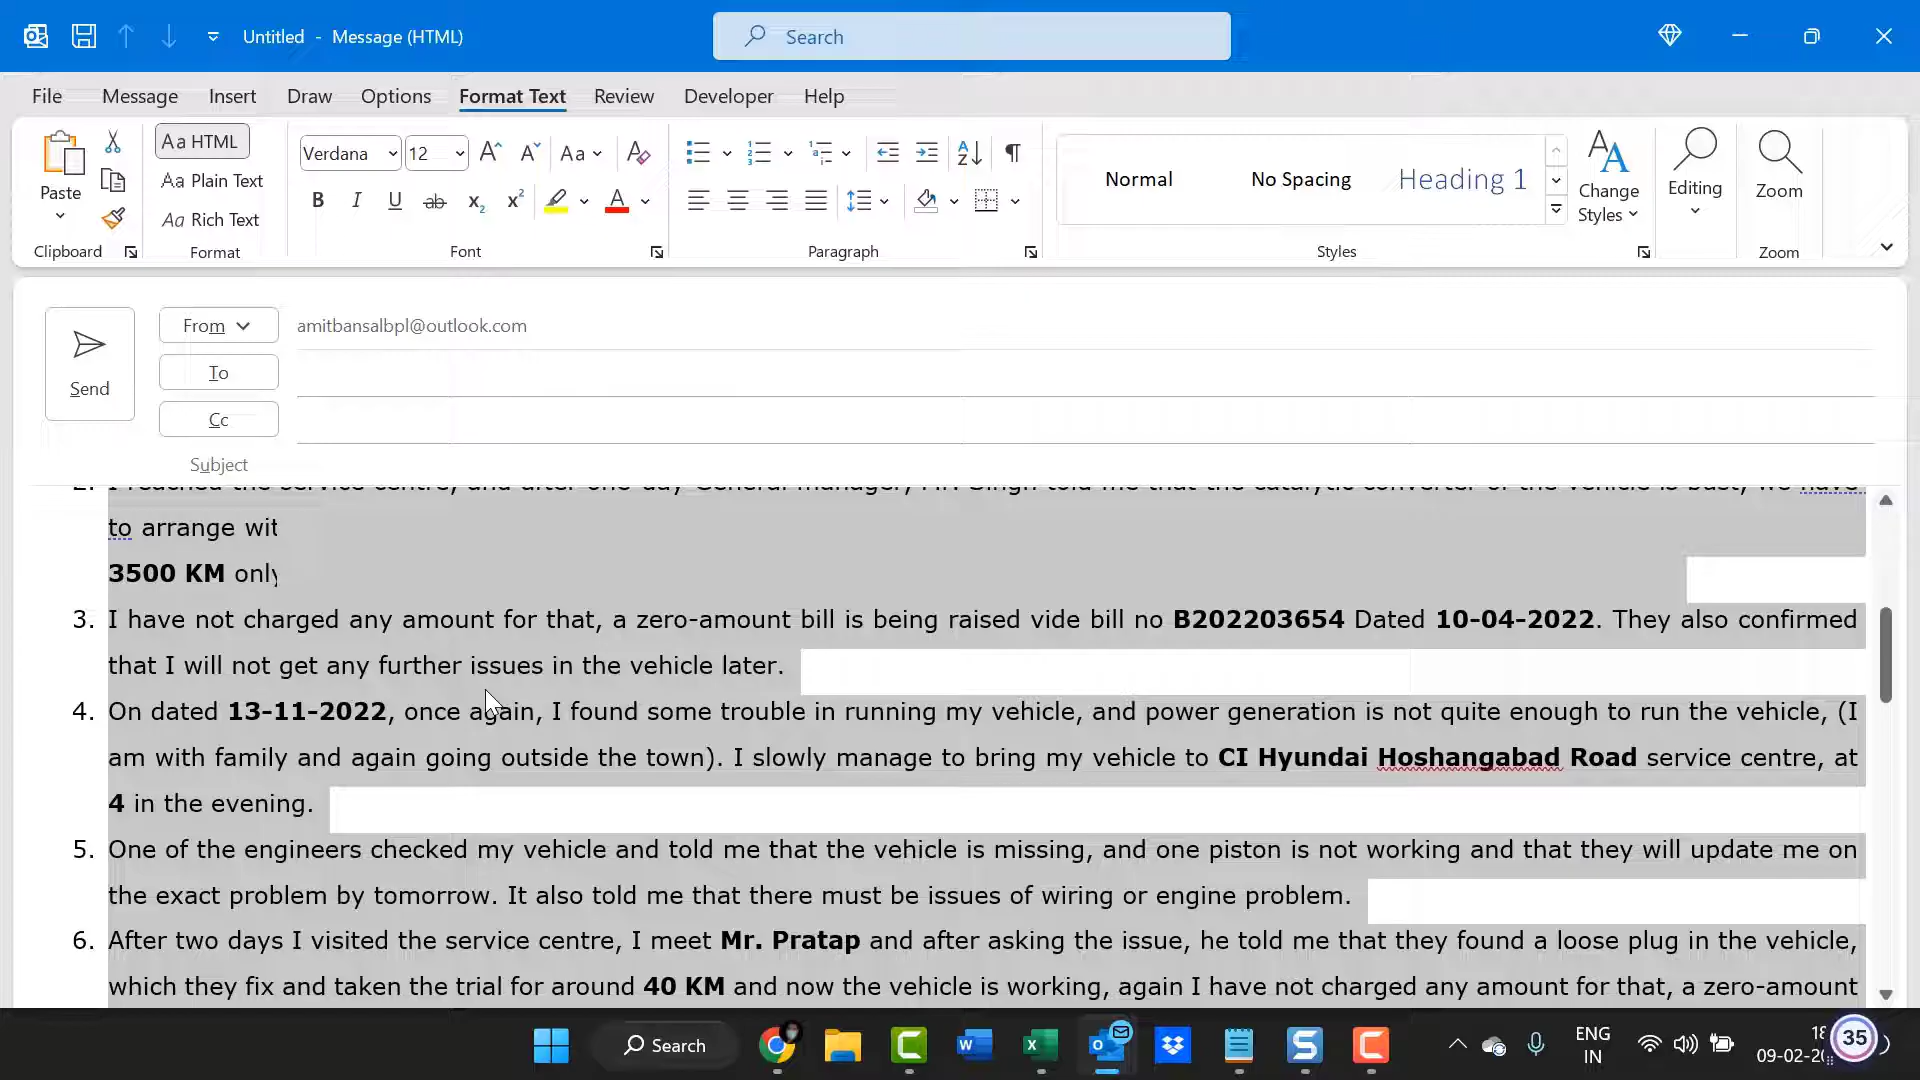 Untitled - Message (HTML)
Search
File Message Insert Draw Options Format Text Review Developer Help
Paste
Aa HTML
Aa Plain Text
Aa Rich Text
Verdana 12
Normal No Spacing Heading 1
Change Styles
Editing
Zoom
Clipboard Format Font Paragraph Styles Zoom
Send
From amitbansalbpl@outlook.com
To
Cc
Subject
to arrange wit
3500 KM only
3. I have not charged any amount for that, a zero-amount bill is being raised vide bill no B202203654 Dated 10-04-2022. They also confirmed
that I will not get any further issues in the vehicle later.
4. On dated 13-11-2022, once again, I found some trouble in running my vehicle, and power generation is not quite enough to run the vehicle, (I
am with family and again going outside the town). I slowly manage to bring my vehicle to CI Hyundai Hoshangabad Road service centre, at
4 in the evening.
5. One of the engineers checked my vehicle and told me that the vehicle is missing, and one piston is not working and that they will update me on
the exact problem by tomorrow. It also told me that there must be issues of wiring or engine problem.
6. After two days I visited the service centre, I meet Mr. Pratap and after asking the issue, he told me that they found a loose plug in the vehicle,
which they fix and taken the trial for around 40 KM and now the vehicle is working, again I have not charged any amount for that, a zero-amount
Search
ENG
IN
18
09-02-20
35